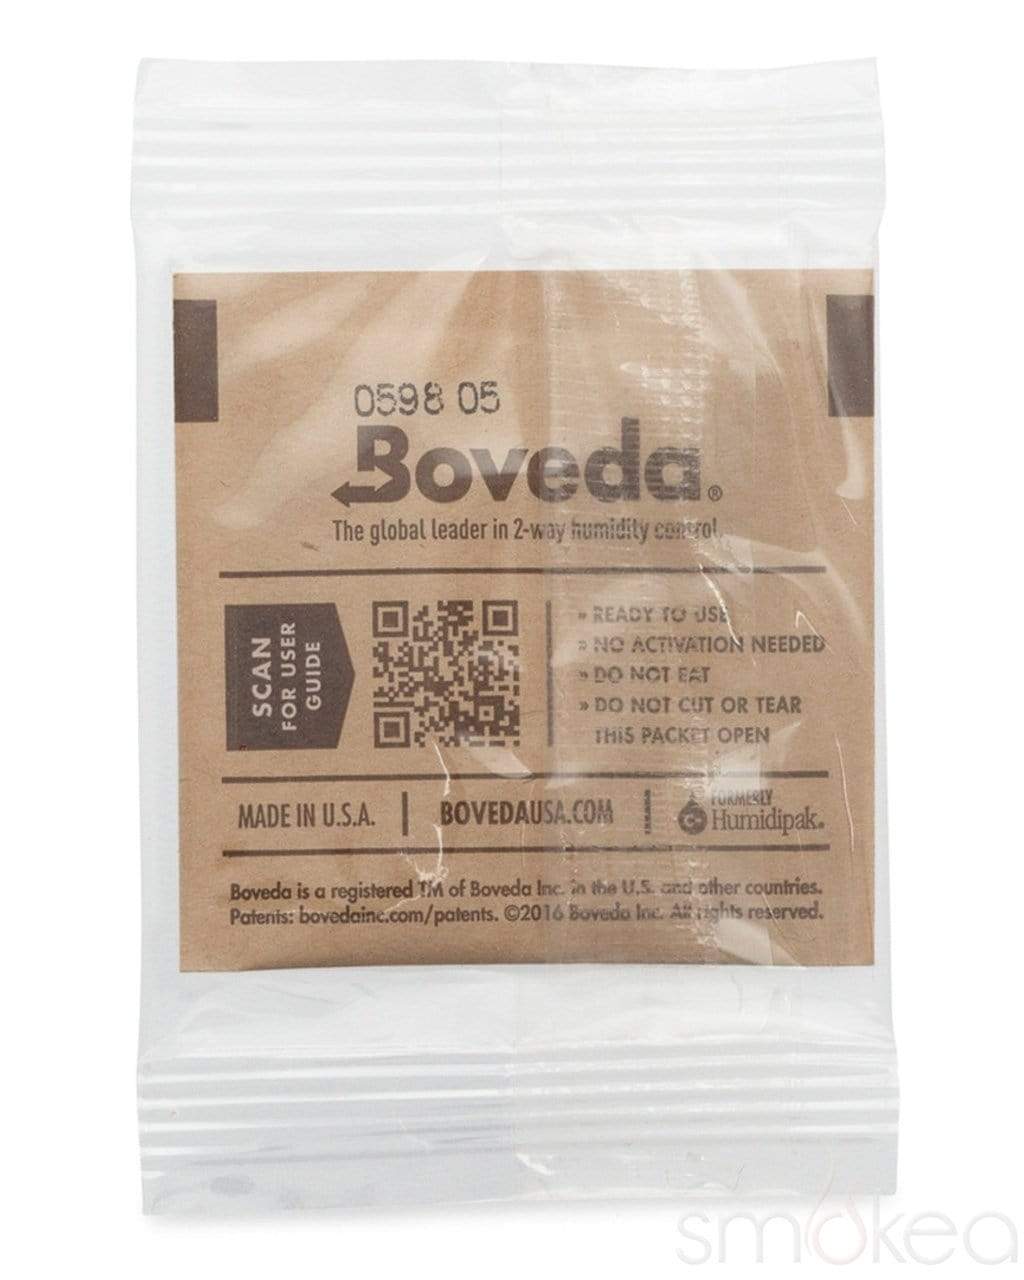 0598 05
Boveda®
The global leader in 2-way humidity control.
SCAN
FOR USER
GUIDE
» READY TO USE
» NO ACTIVATION NEEDED
» DO NOT EAT
» DO NOT CUT OR TEAR
THIS PACKET OPEN
MADE IN U.S.A. | BOVEDAUSA.COM
FORMERLY
Humidipak®
Boveda is a registered TM of Boveda Inc. in the U.S. and other countries.
Patents: bovedainc.com/patents. ©2016 Boveda Inc. All rights reserved.
smokea